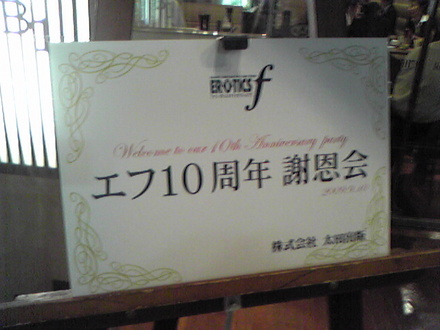 EROTICS f
Welcome to our 10th Anniversary party
エフ10周年 謝恩会
株式会社 太田出版